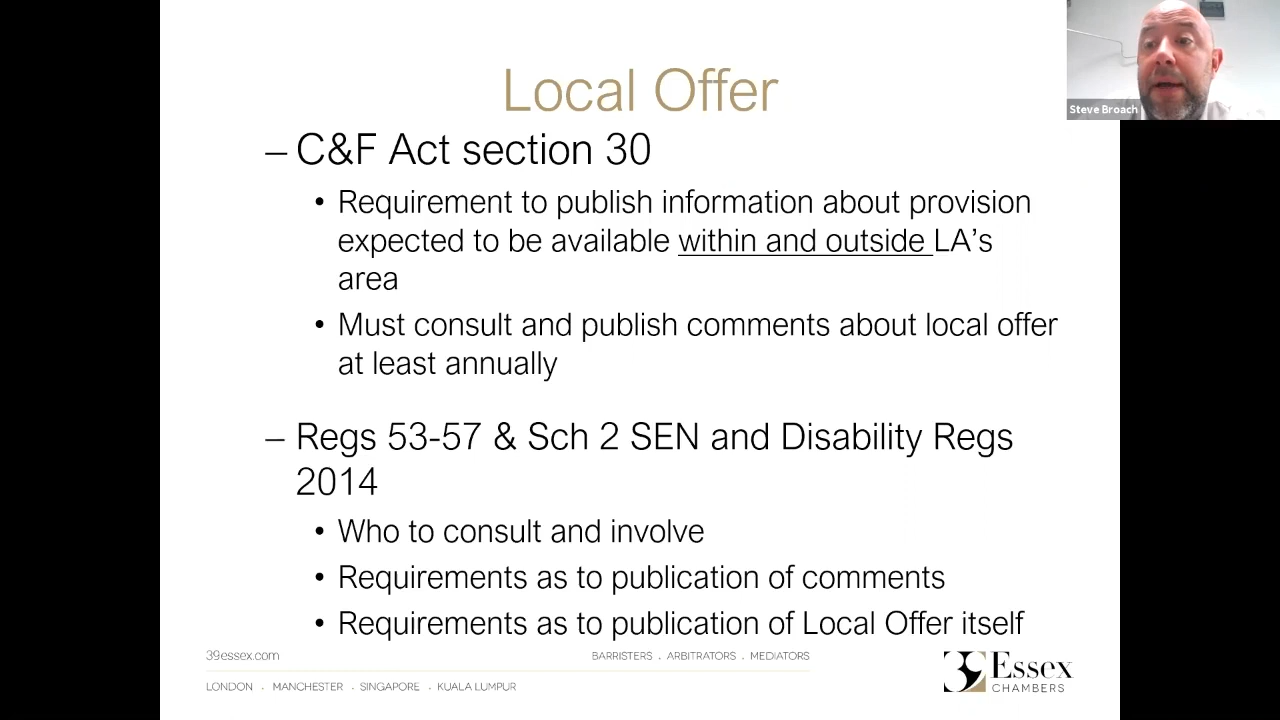 Local Offer
– C&F Act section 30
• Requirement to publish information about provision
expected to be available within and outside LA's
area
• Must consult and publish comments about local offer
at least annually
– Regs 53-57 & Sch 2 SEN and Disability Regs
2014
• Who to consult and involve
• Requirements as to publication of comments
• Requirements as to publication of Local Offer itself
39essex.com
BARRISTERS . ARBITRATORS . MEDIATORS
LONDON . MANCHESTER . SINGAPORE . KUALA LUMPUR
39 Essex
CHAMBERS
Steve Broach